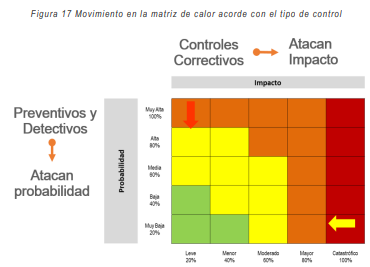 Figura 17 Movimiento en la matriz de calor acorde con el tipo de control
Controles
Correctivos
Atacan
Impacto
Impacto
Preventivos y
Detectivos
Atacan
probabilidad
Probabilidad
Muy Alta
100%
Alta
80%
Media
60%
Baja
40%
Muy Baja
20%
Leve
20%
Menor
40%
Moderado
60%
Mayor
80%
Catastrófico
100%